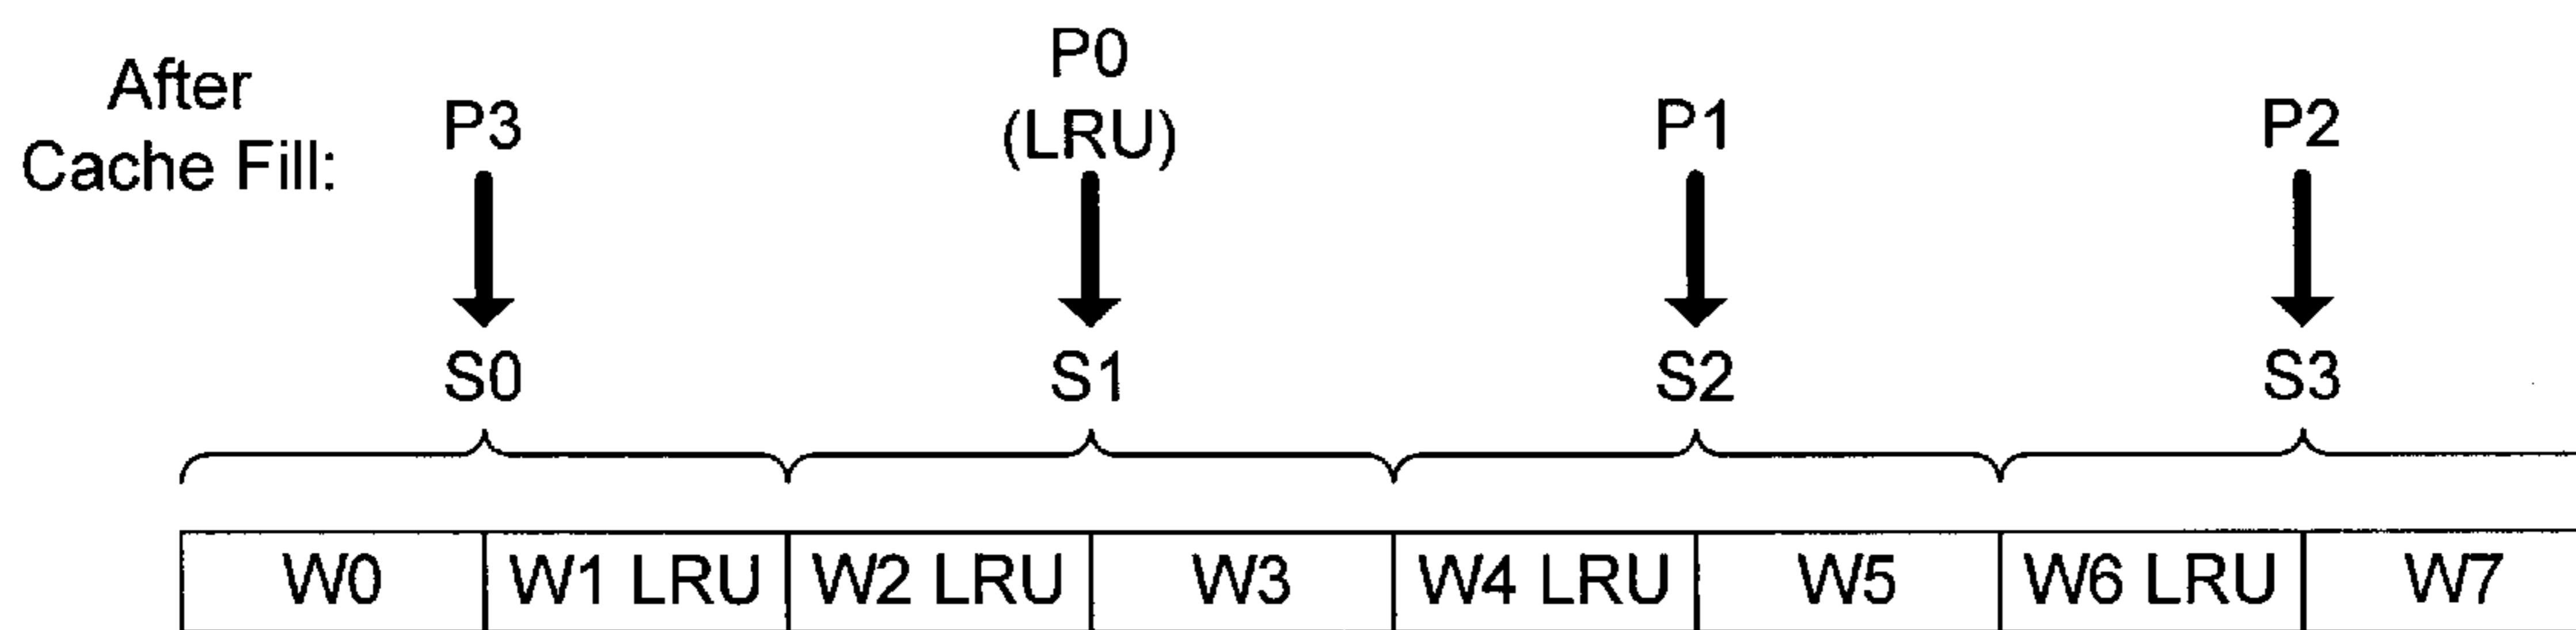 After
Cache Fill:
P3
P0
(LRU)
P1
P2
S0
S1
S2
S3
W0
W1 LRU
W2 LRU
W3
W4 LRU
W5
W6 LRU
W7